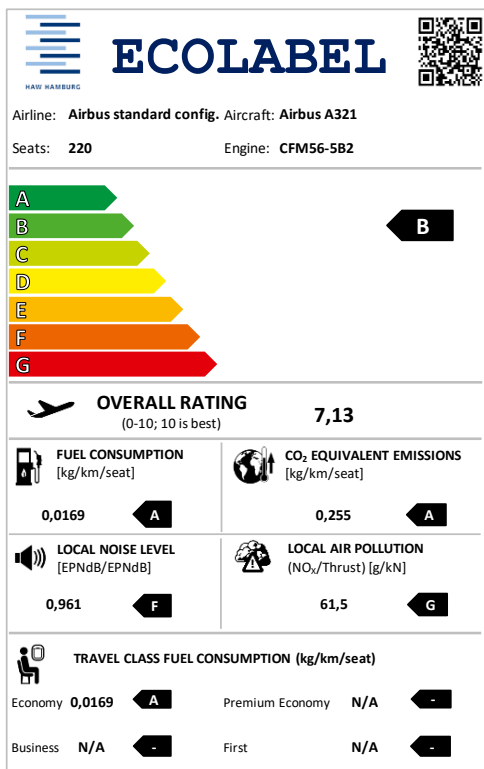 HAW HAMBURG
ECOLABEL
Airline: Airbus standard config. Aircraft: Airbus A321
Seats: 220 Engine: CFM56-5B2
A
B B
C
D
E
F
G
OVERALL RATING
(0-10; 10 is best) 7,13
FUEL CONSUMPTION
[kg/km/seat]
0,0169 A
CO₂ EQUIVALENT EMISSIONS
[kg/km/seat]
0,255 A
LOCAL NOISE LEVEL
[EPNdB/EPNdB]
0,961 F
LOCAL AIR POLLUTION
(NOₓ/Thrust) [g/kN]
61,5 G
TRAVEL CLASS FUEL CONSUMPTION (kg/km/seat)
Economy 0,0169 A Premium Economy N/A -
Business N/A - First N/A -